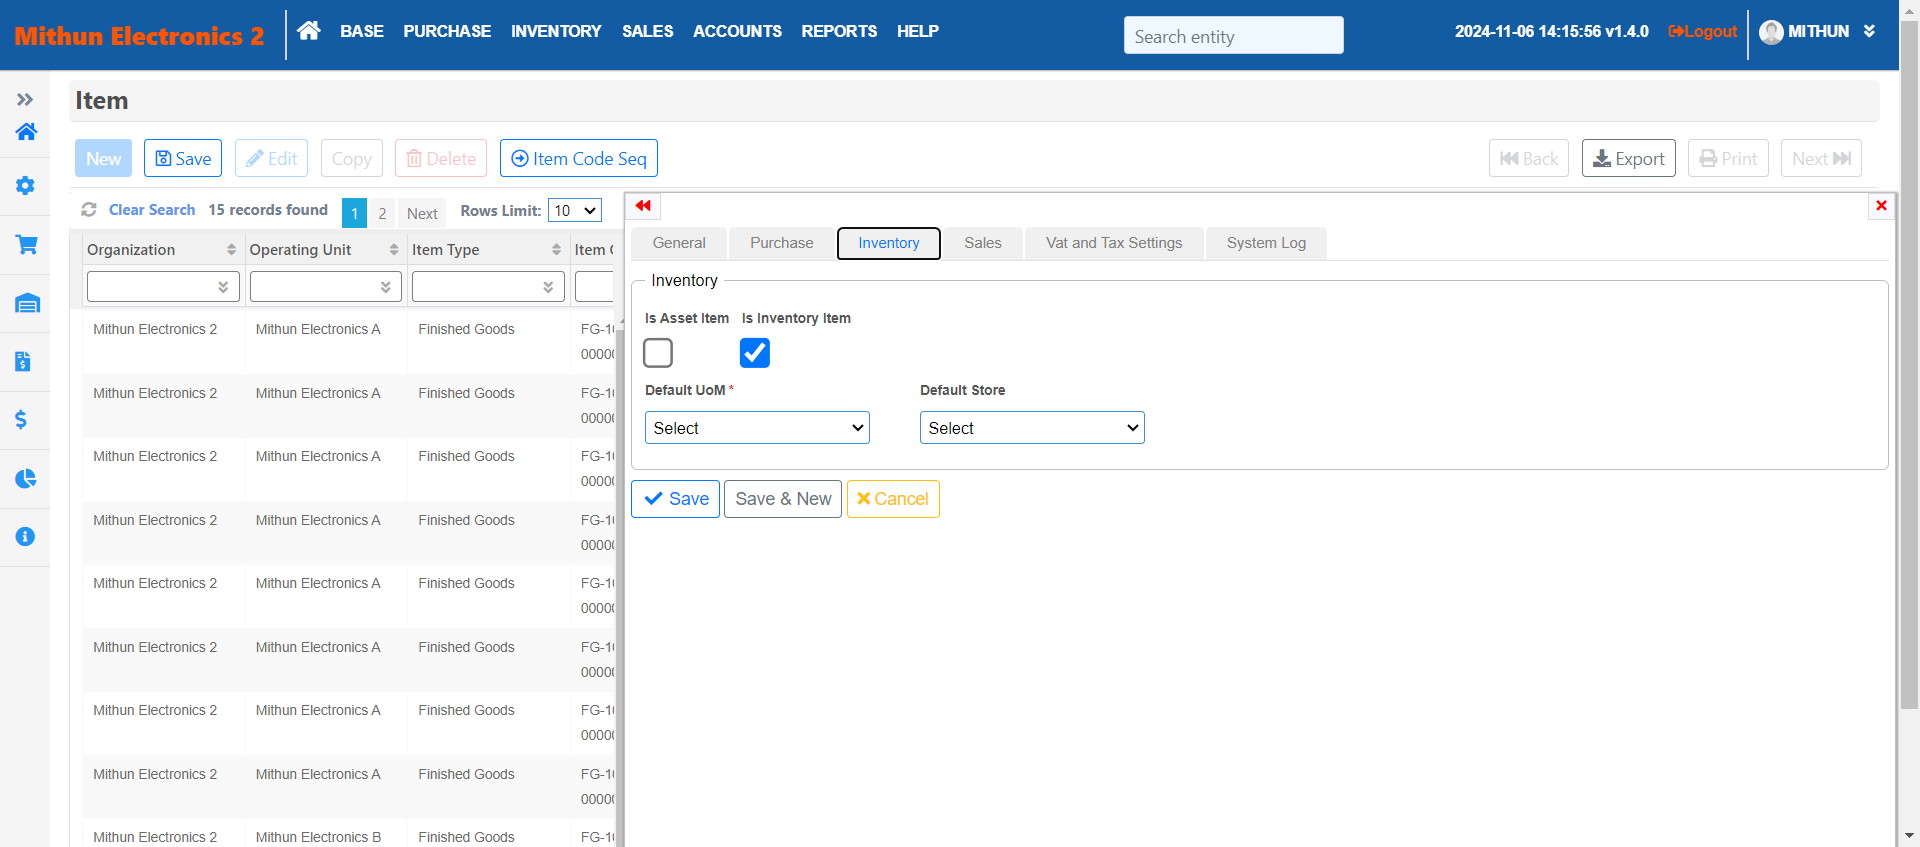 Mithun Electronics 2
BASE PURCHASE INVENTORY SALES ACCOUNTS REPORTS HELP
Search entity
2024-11-06 14:15:56 v1.4.0 Logout MITHUN
Item
New Save Edit Copy Delete Item Code Seq
Back Export Print Next
Clear Search 15 records found 1 2 Next Rows Limit: 10
Organization Operating Unit Item Type Item
Mithun Electronics 2 Mithun Electronics A Finished Goods FG-1
0000
Mithun Electronics 2 Mithun Electronics A Finished Goods FG-1
0000
Mithun Electronics 2 Mithun Electronics A Finished Goods FG-1
0000
Mithun Electronics 2 Mithun Electronics A Finished Goods FG-1
0000
Mithun Electronics 2 Mithun Electronics A Finished Goods FG-1
0000
Mithun Electronics 2 Mithun Electronics A Finished Goods FG-1
0000
Mithun Electronics 2 Mithun Electronics A Finished Goods FG-1
0000
Mithun Electronics 2 Mithun Electronics A Finished Goods FG-1
0000
Mithun Electronics 2 Mithun Electronics B Finished Goods FG-1
General Purchase Inventory Sales Vat and Tax Settings System Log
Inventory
Is Asset Item Is Inventory Item
Default UoM * Default Store
Select Select
Save Save & New Cancel